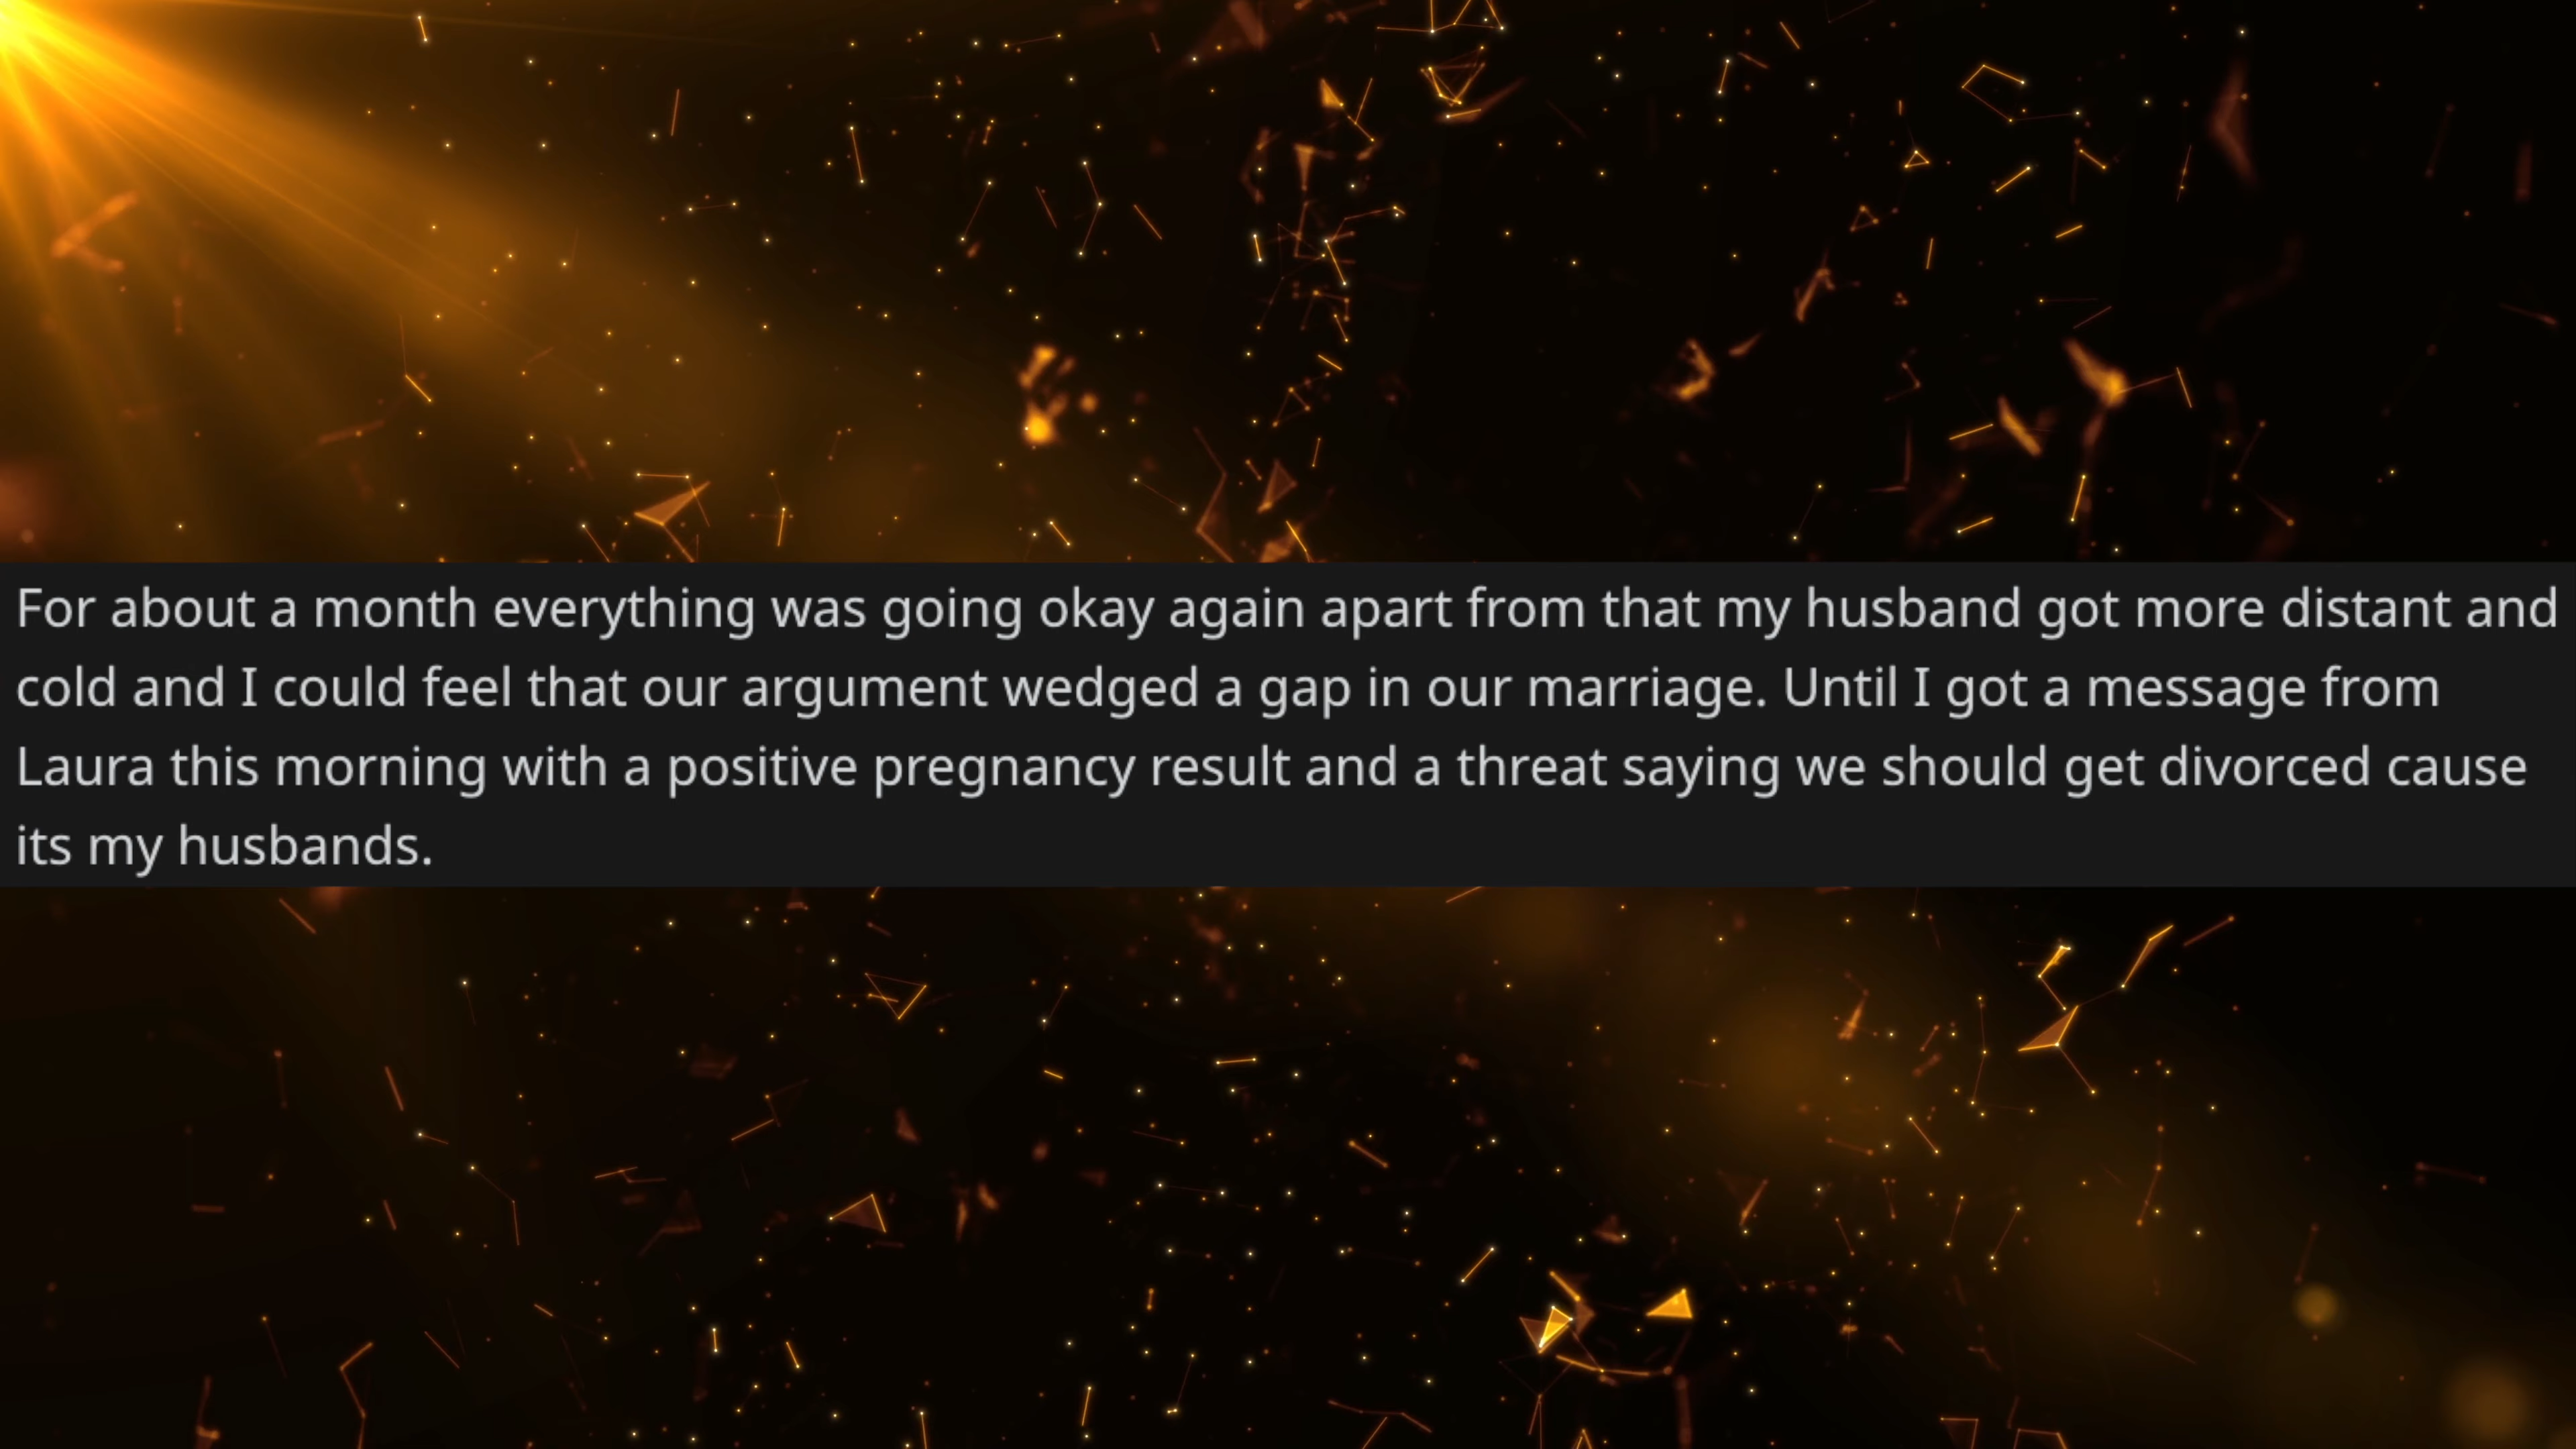 For about a month everything was going okay again apart from that my husband got more distant and
cold and I could feel that our argument wedged a gap in our marriage. Until I got a message from
Laura this morning with a positive pregnancy result and a threat saying we should get divorced cause
its my husbands.